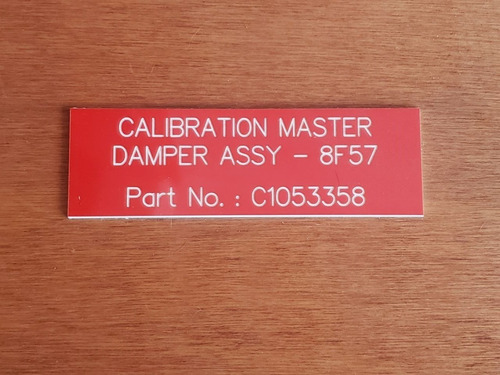 CALIBRATION MASTER
DAMPER ASSY - 8F57
Part No. : C1053358